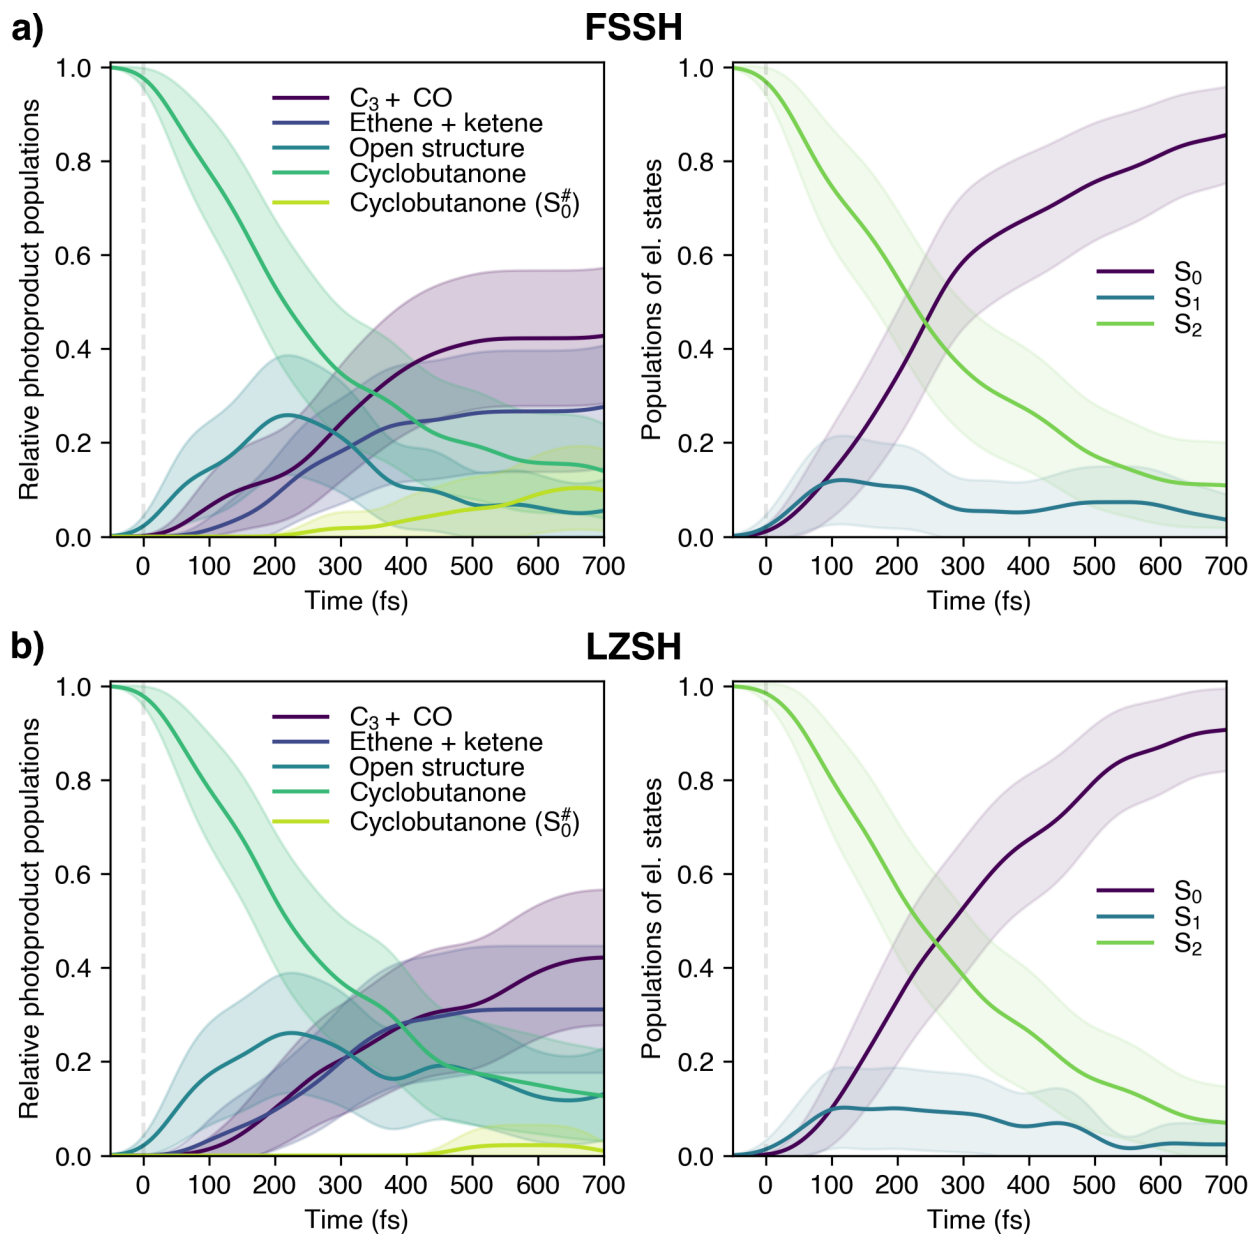 a)
FSSH
Relative photoproduct populations
1.0
0.8
0.6
0.4
0.2
0.0
C₃ + CO
Ethene + ketene
Open structure
Cyclobutanone
Cyclobutanone (S₀^#)
0 100 200 300 400 500 600 700
Time (fs)
Populations of el. states
1.0
0.8
0.6
0.4
0.2
0.0
S₀
S₁
S₂
0 100 200 300 400 500 600 700
Time (fs)
b)
LZSH
Relative photoproduct populations
1.0
0.8
0.6
0.4
0.2
0.0
C₃ + CO
Ethene + ketene
Open structure
Cyclobutanone
Cyclobutanone (S₀^#)
0 100 200 300 400 500 600 700
Time (fs)
Populations of el. states
1.0
0.8
0.6
0.4
0.2
0.0
S₀
S₁
S₂
0 100 200 300 400 500 600 700
Time (fs)